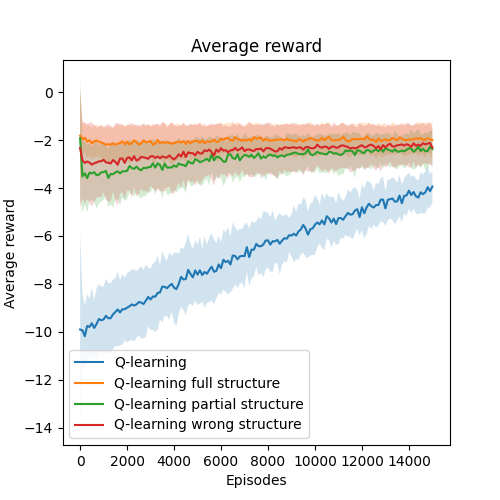 Average reward
0
−2
−4
−6
−8
−10
−12
−14
Average reward
Q-learning
Q-learning full structure
Q-learning partial structure
Q-learning wrong structure
0 2000 4000 6000 8000 10000 12000 14000
Episodes